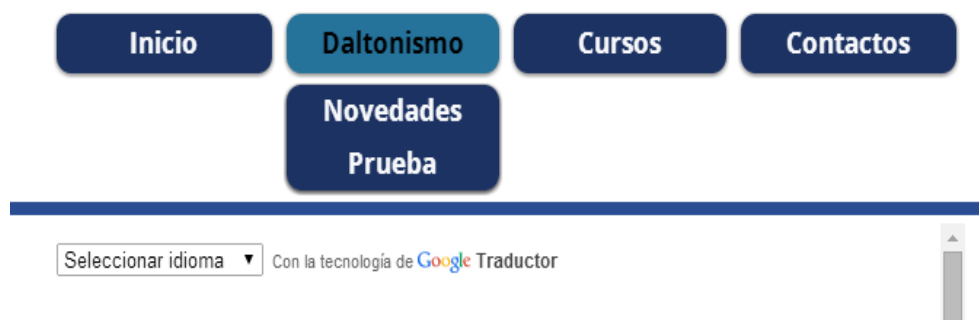 Inicio Daltonismo Cursos Contactos
Novedades
Prueba
Seleccionar idioma Con la tecnología de Google Traductor